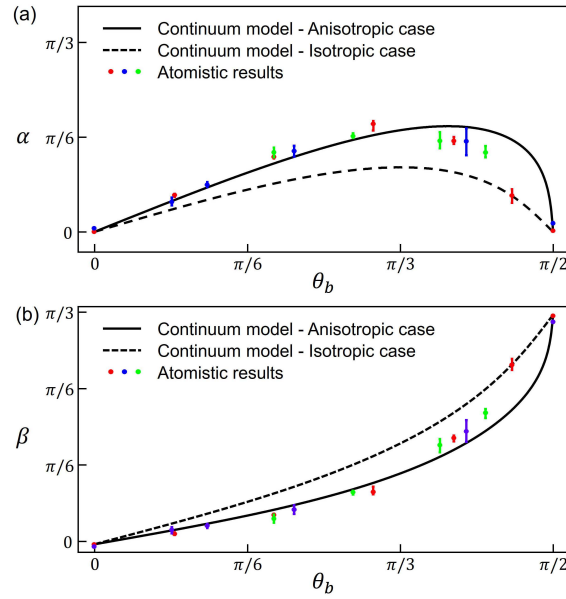 (a)
Continuum model - Anisotropic case
Continuum model - Isotropic case
Atomistic results
π/3
α
π/6
0
0
π/6
π/3
π/2
θ_b
(b)
π/3
Continuum model - Anisotropic case
Continuum model - Isotropic case
Atomistic results
π/6
β
π/6
0
0
π/6
π/3
π/2
θ_b